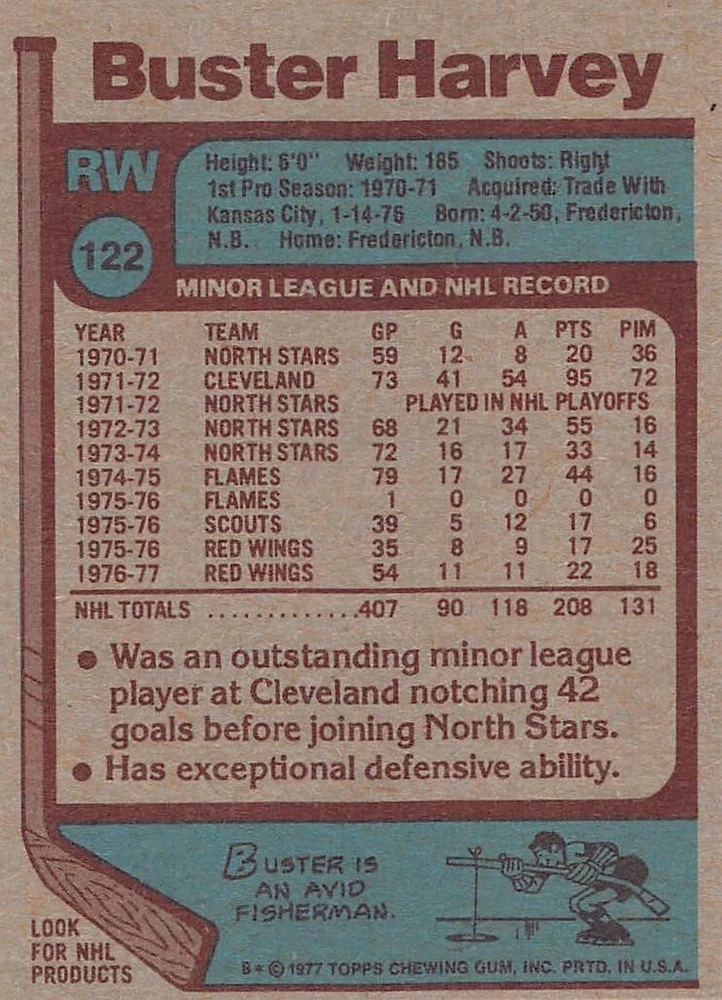 Buster Harvey
RW
122
Height: 6'0" Weight: 185 Shoots: Right
1st Pro Season: 1970-71 Acquired: Trade With
Kansas City, 1-14-76 Born: 4-2-50, Fredericton,
N.B. Home: Fredericton, N.B.
MINOR LEAGUE AND NHL RECORD
YEAR TEAM GP G A PTS PIM
1970-71 NORTH STARS 59 12 8 20 36
1971-72 CLEVELAND 73 41 54 95 72
1971-72 NORTH STARS PLAYED IN NHL PLAYOFFS
1972-73 NORTH STARS 68 21 34 55 16
1973-74 NORTH STARS 72 16 17 33 14
1974-75 FLAMES 79 17 27 44 16
1975-76 FLAMES 1 0 0 0 0
1975-76 SCOUTS 39 5 12 17 6
1975-76 RED WINGS 35 8 9 17 25
1976-77 RED WINGS 54 11 11 22 18
NHL TOTALS .............407 90 118 208 131
● Was an outstanding minor league
player at Cleveland notching 42
goals before joining North Stars.
● Has exceptional defensive ability.
BUSTER IS
AN AVID
FISHERMAN.
LOOK
FOR NHL
PRODUCTS
B * © 1977 TOPPS CHEWING GUM, INC. PRTD. IN U.S.A.